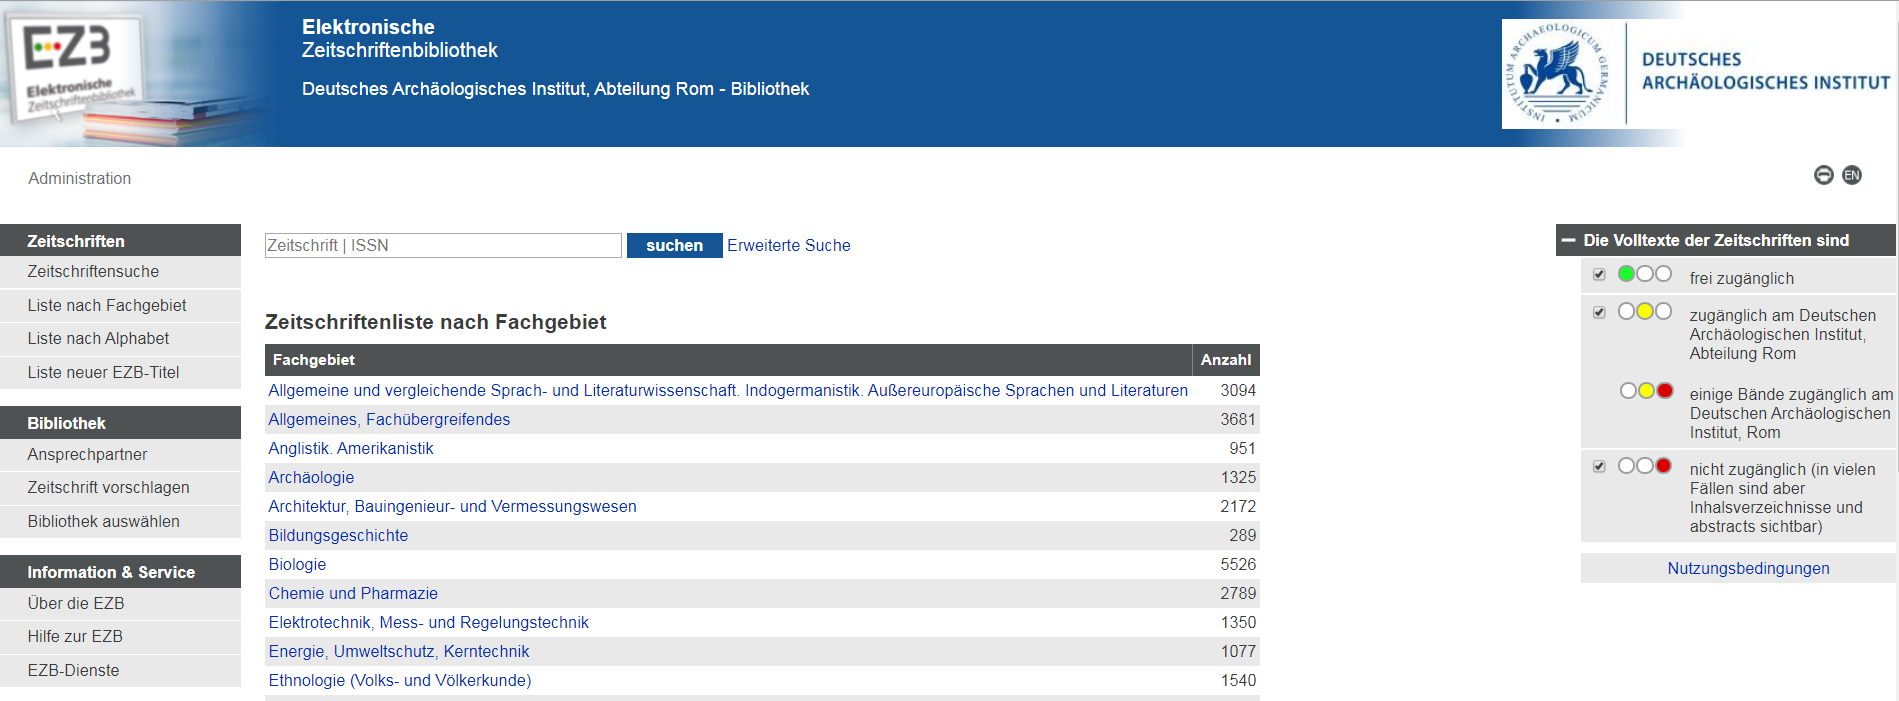 EZB
Elektronische
Zeitschriftenbibliothek
Elektronische
Zeitschriftenbibliothek
Deutsches Archäologisches Institut, Abteilung Rom - Bibliothek
INSTITUTUM ARCHAEOLOGICUM GERMANICUM
DEUTSCHES
ARCHÄOLOGISCHES INSTITUT
Administration
EN
Zeitschriften
Zeitschriftensuche
Liste nach Fachgebiet
Liste nach Alphabet
Liste neuer EZB-Titel
Bibliothek
Ansprechpartner
Zeitschrift vorschlagen
Bibliothek auswählen
Information & Service
Über die EZB
Hilfe zur EZB
EZB-Dienste
Zeitschrift | ISSN suchen Erweiterte Suche
Zeitschriftenliste nach Fachgebiet
Fachgebiet Anzahl
Allgemeine und vergleichende Sprach- und Literaturwissenschaft. Indogermanistik. Außereuropäische Sprachen und Literaturen 3094
Allgemeines, Fachübergreifendes 3681
Anglistik. Amerikanistik 951
Archäologie 1325
Architektur, Bauingenieur- und Vermessungswesen 2172
Bildungsgeschichte 289
Biologie 5526
Chemie und Pharmazie 2789
Elektrotechnik, Mess- und Regelungstechnik 1350
Energie, Umweltschutz, Kerntechnik 1077
Ethnologie (Volks- und Völkerkunde) 1540
Die Volltexte der Zeitschriften sind
frei zugänglich
zugänglich am Deutschen
Archäologischen Institut,
Abteilung Rom
einige Bände zugänglich am
Deutschen Archäologischen
Institut, Rom
nicht zugänglich (in vielen
Fällen sind aber
Inhalsverzeichnisse und
abstracts sichtbar)
Nutzungsbedingungen